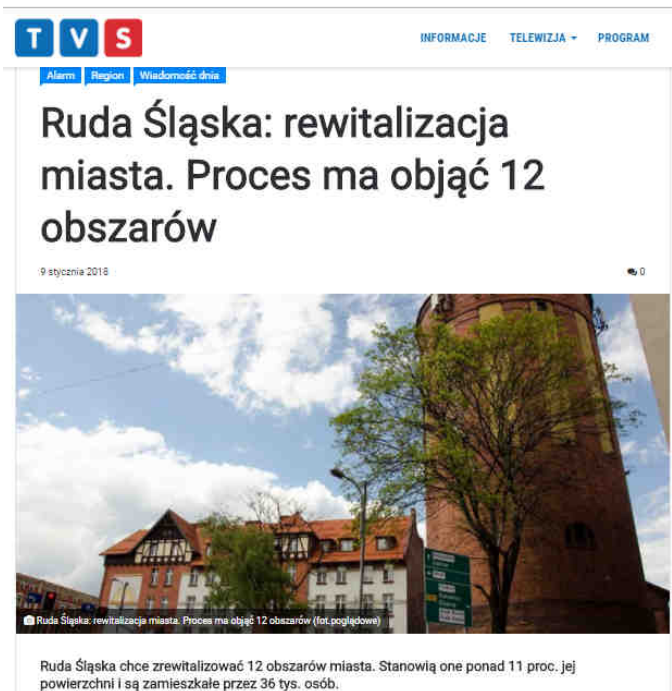 TVS
INFORMACJE TELEWIZJA PROGRAM
Alarm Region Wiadomość dnia
Ruda Śląska: rewitalizacja
miasta. Proces ma objąć 12
obszarów
9 stycznia 2018
0
Ruda Śląska: rewitalizacja miasta. Proces ma objąć 12 obszarów (fot.poglądowe)
Ruda Śląska chce zrewitalizować 12 obszarów miasta. Stanowią one ponad 11 proc. jej
powierzchni i są zamieszkałe przez 36 tys. osób.